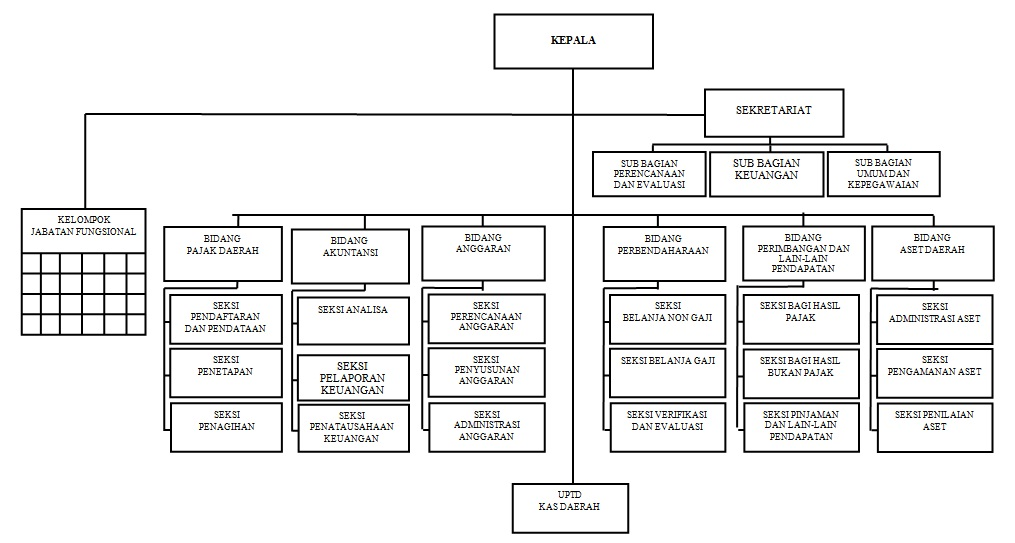 KEPALA
SEKRETARIAT
SUB BAGIAN
PERENCANAAN
DAN EVALUASI
SUB BAGIAN
KEUANGAN
SUB BAGIAN
UMUM DAN
KEPEGAWAIAN
KELOMPOK
JABATAN FUNGSIONAL
BIDANG
PAJAK DAERAH
BIDANG
AKUNTANSI
BIDANG
ANGGARAN
BIDANG
PERBENDAHARAAN
BIDANG
PERIMBANGAN DAN
LAIN-LAIN
PENDAPATAN
BIDANG
ASET DAERAH
SEKSI
PENDAFTARAN
DAN PENDATAAN
SEKSI ANALISA
SEKSI
PERENCANAAN
ANGGARAN
SEKSI
BELANJA NON GAJI
SEKSI BAGI HASIL
PAJAK
SEKSI
ADMINISTRASI ASET
SEKSI
PENETAPAN
SEKSI
PELAPORAN
KEUANGAN
SEKSI
PENYUSUNAN
ANGGARAN
SEKSI BELANJA GAJI
SEKSI BAGI HASIL
BUKAN PAJAK
SEKSI
PENGAMANAN ASET
SEKSI
PENAGIHAN
SEKSI
PENATAUSAHAAN
KEUANGAN
SEKSI
ADMINISTRASI
ANGGARAN
SEKSI VERIFIKASI
DAN EVALUASI
SEKSI PINJAMAN
DAN LAIN-LAIN
PENDAPATAN
SEKSI PENILAIAN
ASET
UPTD
KAS DAERAH